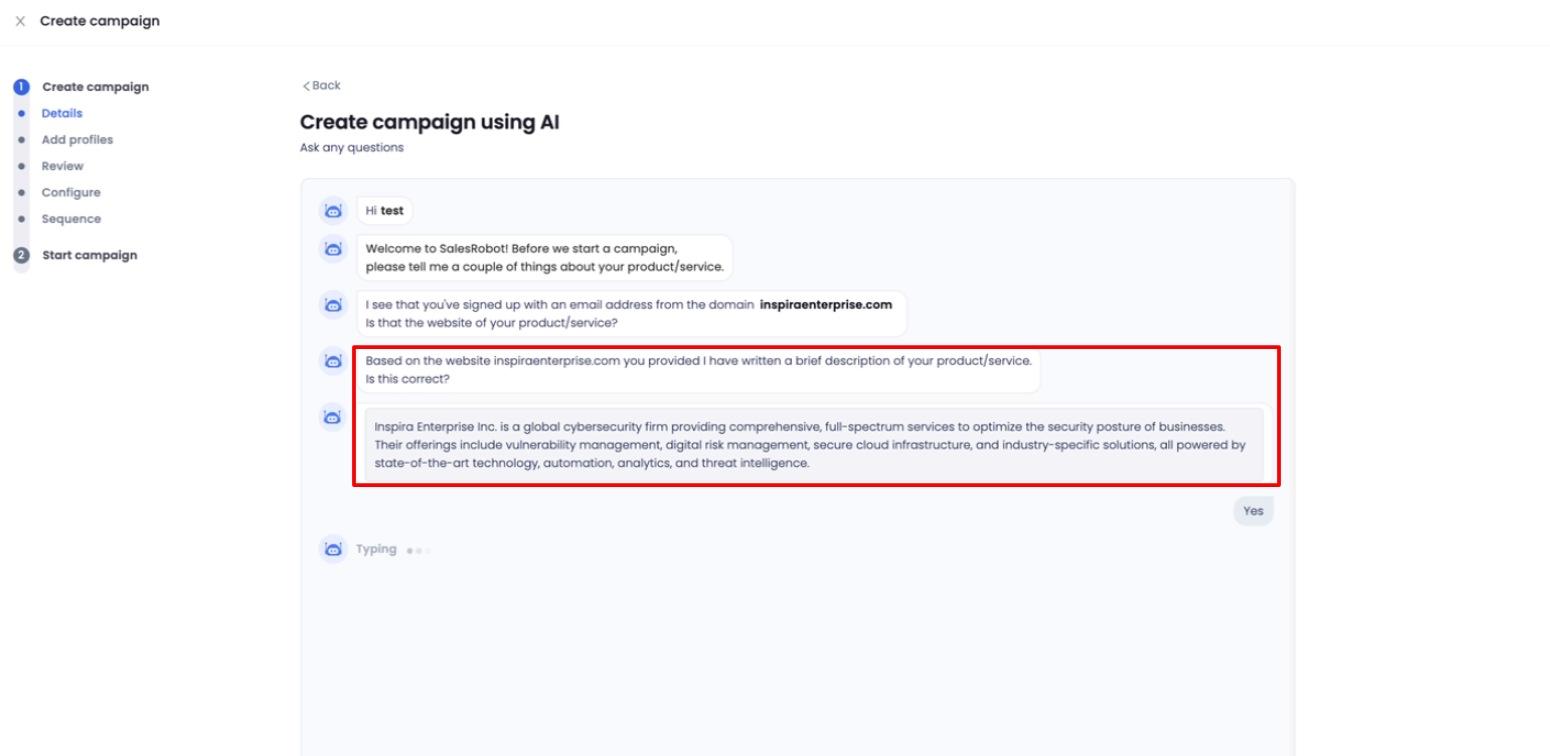 Create campaign
1 Create campaign
Details
Add profiles
Review
Configure
Sequence
2 Start campaign
Back
Create campaign using AI
Ask any questions
Hi test
Welcome to SalesRobot! Before we start a campaign,
please tell me a couple of things about your product/service.
I see that you've signed up with an email address from the domain inspiraenterprise.com
Is that the website of your product/service?
Based on the website inspiraenterprise.com you provided I have written a brief description of your product/service.
Is this correct?
Inspira Enterprise Inc. is a global cybersecurity firm providing comprehensive, full-spectrum services to optimize the security posture of businesses.
Their offerings include vulnerability management, digital risk management, secure cloud infrastructure, and industry-specific solutions, all powered by
state-of-the-art technology, automation, analytics, and threat intelligence.
Yes
Typing